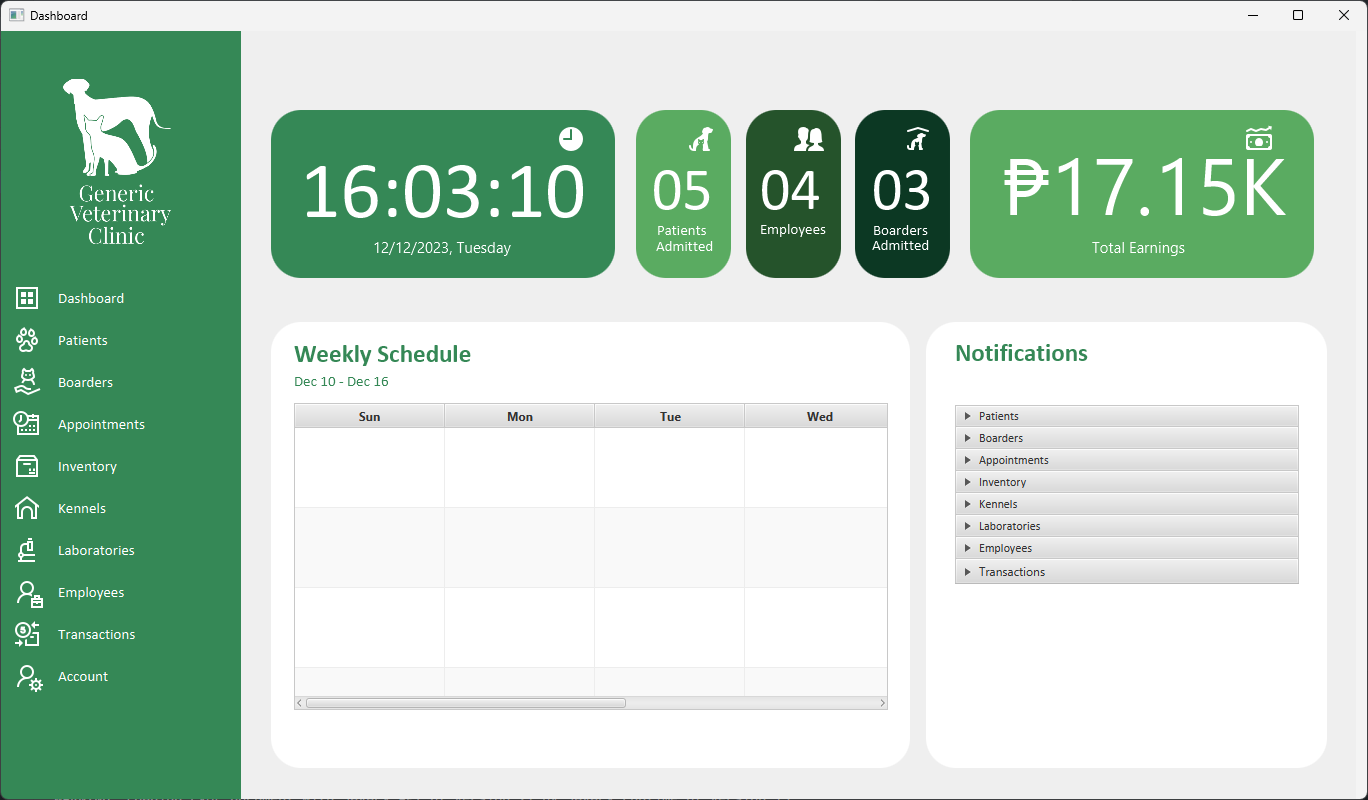 Dashboard
Generic
Veterinary
Clinic
Dashboard
Patients
Boarders
Appointments
Inventory
Kennels
Laboratories
Employees
Transactions
Account
16:03:10
12/12/2023, Tuesday
05
Patients
Admitted
04
Employees
03
Boarders
Admitted
₱17.15K
Total Earnings
Weekly Schedule
Dec 10 - Dec 16
Sun Mon Tue Wed
Notifications
Patients
Boarders
Appointments
Inventory
Kennels
Laboratories
Employees
Transactions